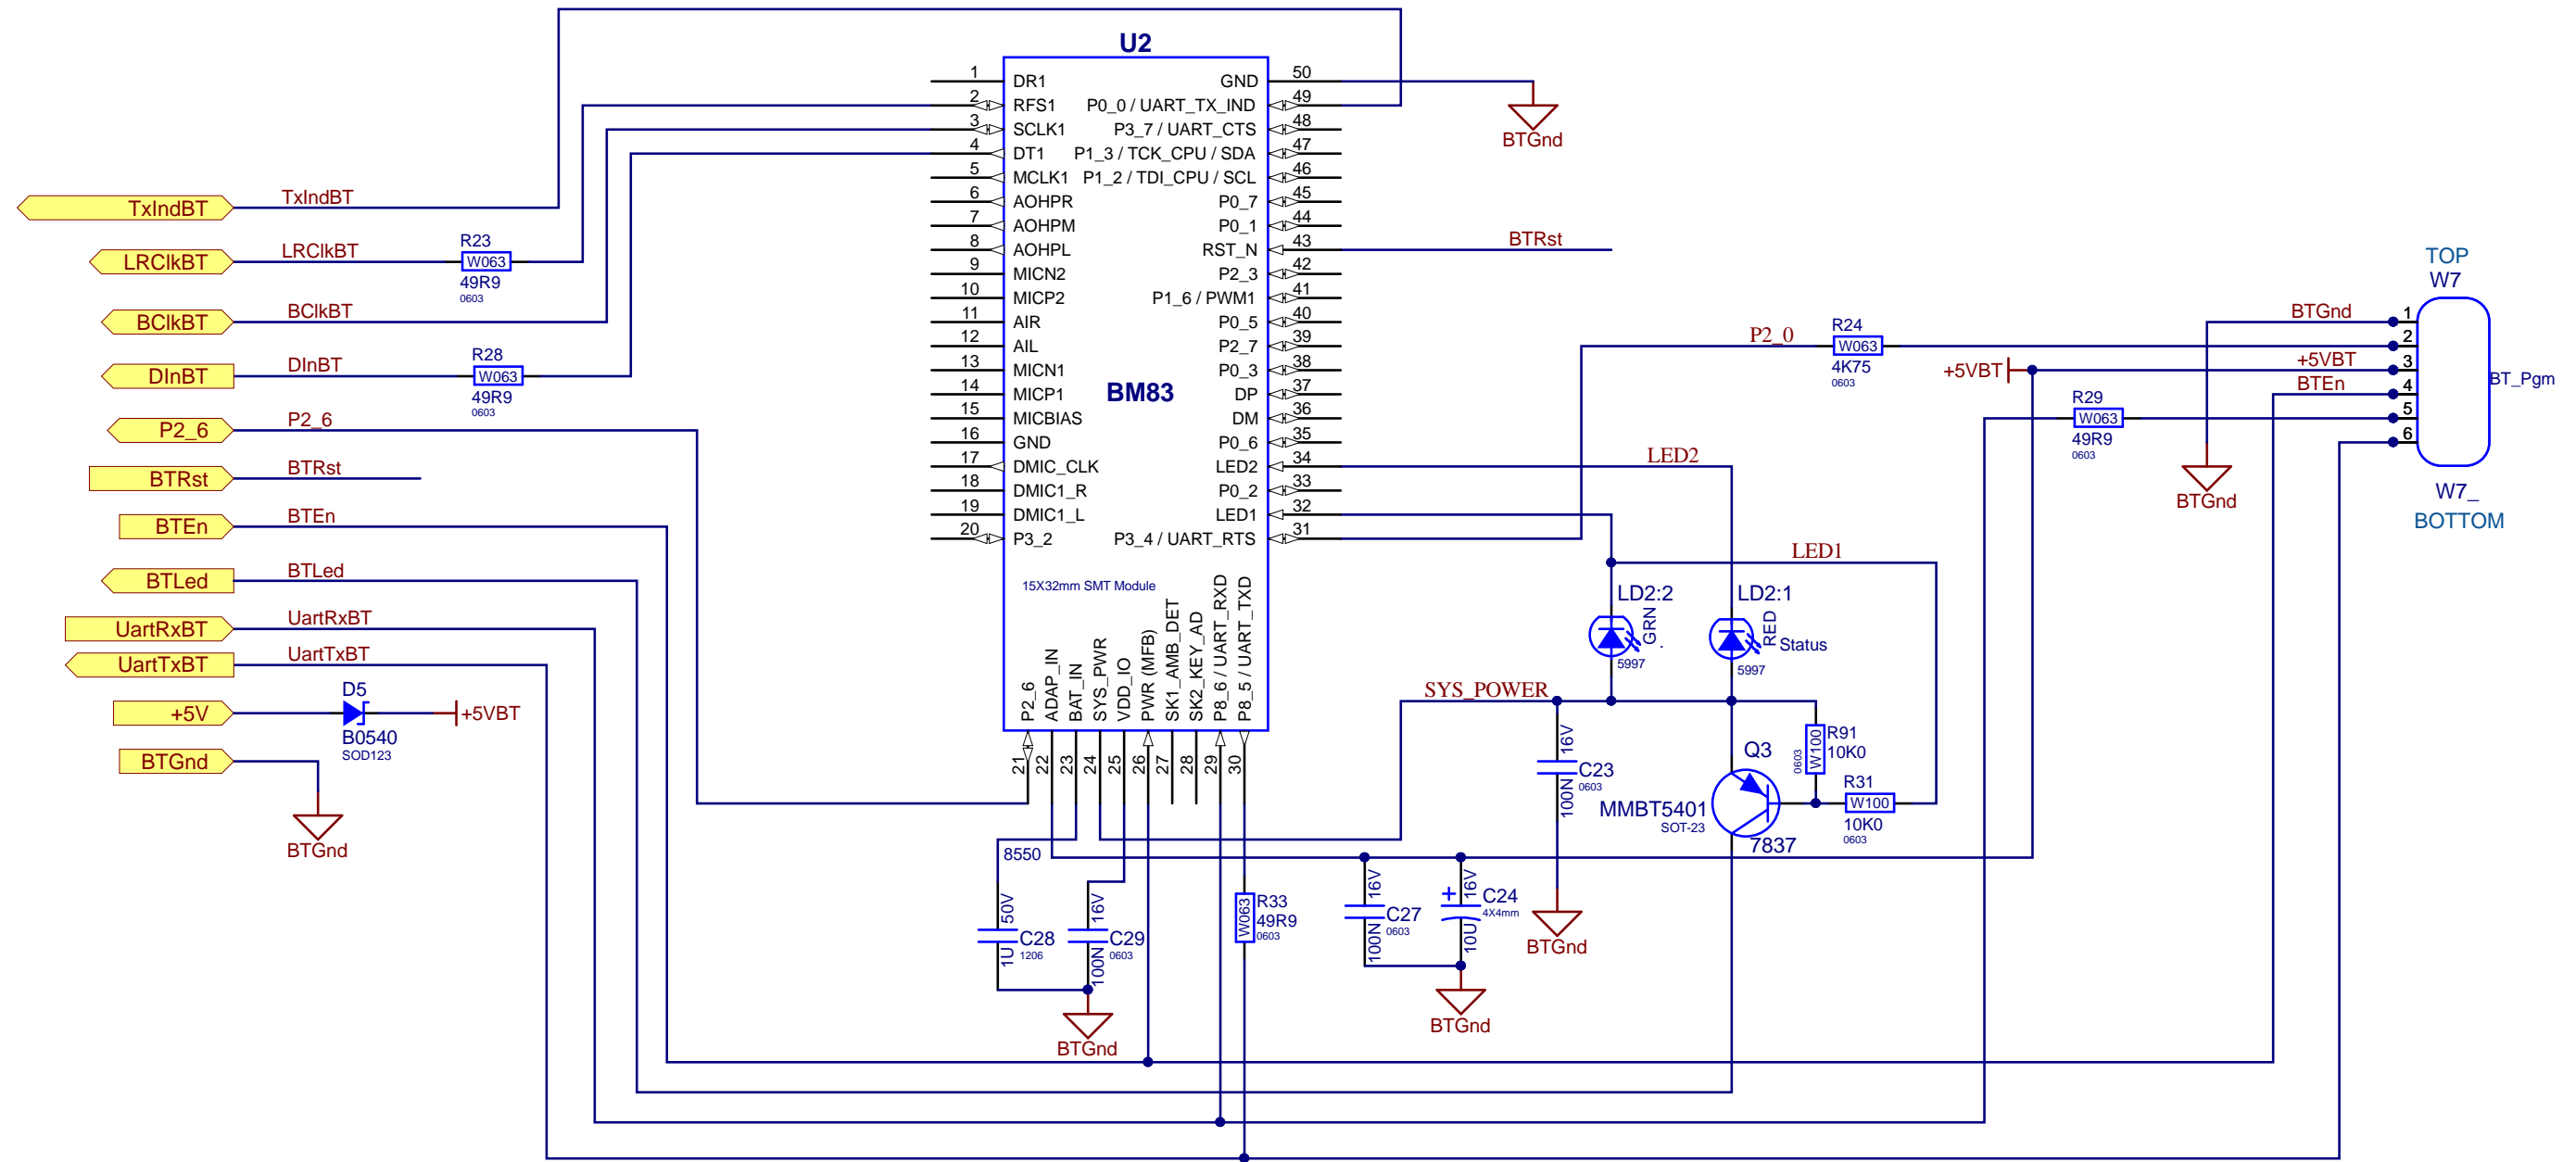 U2
1 DR1
2 RFS1
3 SCLK1
4 DT1
5 MCLK1
6 AOHPR
7 AOHPM
8 AOHPL
9 MICN2
10 MICP2
11 AIR
12 AIL
13 MICN1
14 MICP1
15 MICBIAS
16 GND
17 DMIC_CLK
18 DMIC1_R
19 DMIC1_L
20 P3_2
GND 50
P0_0 / UART_TX_IND 49
P3_7 / UART_CTS 48
P1_3 / TCK_CPU / SDA 47
P1_2 / TDI_CPU / SCL 46
P0_7 45
P0_1 44
RST_N 43
P2_3 42
P1_6 / PWM1 41
P0_5 40
P2_7 39
P0_3 38
DP 37
DM 36
P0_6 35
LED2 34
P0_2 33
LED1 32
P3_4 / UART_RTS 31
BM83
15X32mm SMT Module
P2_6 21
ADAP_IN 22
BAT_IN 23
SYS_PWR 24
VDD_IO 25
PWR (MFB) 26
SK1_AMB_DET 27
SK2_KEY_AD 28
P8_6 / UART_RXD 29
P8_5 / UART_TXD 30
TxIndBT TxIndBT
LRClkBT LRClkBT
R23
W063
49R9
0603
BClkBT BClkBT
DInBT DInBT
R28
W063
49R9
0603
P2_6 P2_6
BTRst BTRst
BTEn BTEn
BTLed BTLed
UartRxBT UartRxBT
UartTxBT UartTxBT
+5V
D5
B0540
SOD123
+5VBT
BTGnd
BTGnd
BTGnd
BTRst
P2_0
R24
W063
4K75
0603
+5VBT
R29
W063
49R9
0603
BTGnd
+5VBT
BTEn
BTGnd
TOP
W7
1
2
3
4
5
6
BT_Pgm
W7_
BOTTOM
LED2
LED1
LD2:2
GRN
.
5997
LD2:1
RED
Status
5997
SYS_POWER
16V
C23
0603
100N
BTGnd
Q3
MMBT5401
SOT-23
7837
R91
10K0
0603
W100
R31
W100
10K0
0603
8550
50V
C28
1206
1U
16V
C29
0603
100N
BTGnd
R33
W063
49R9
0603
16V
C27
0603
100N
+
16V
C24
4X4mm
10U
BTGnd